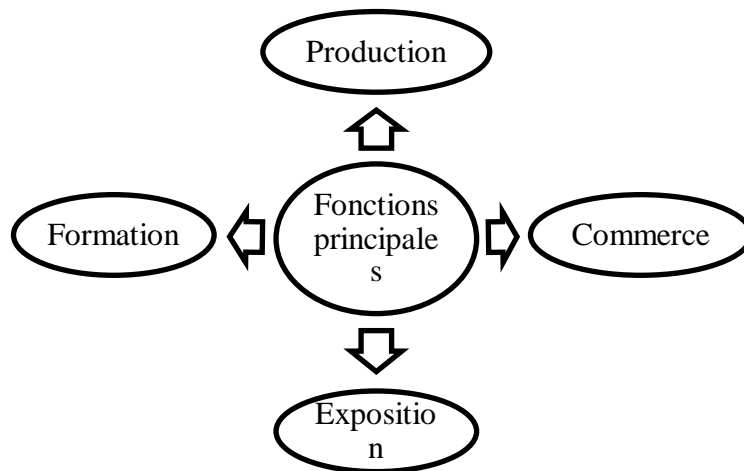 Production
Formation
Fonctions
principale
s
Commerce
Expositio
n